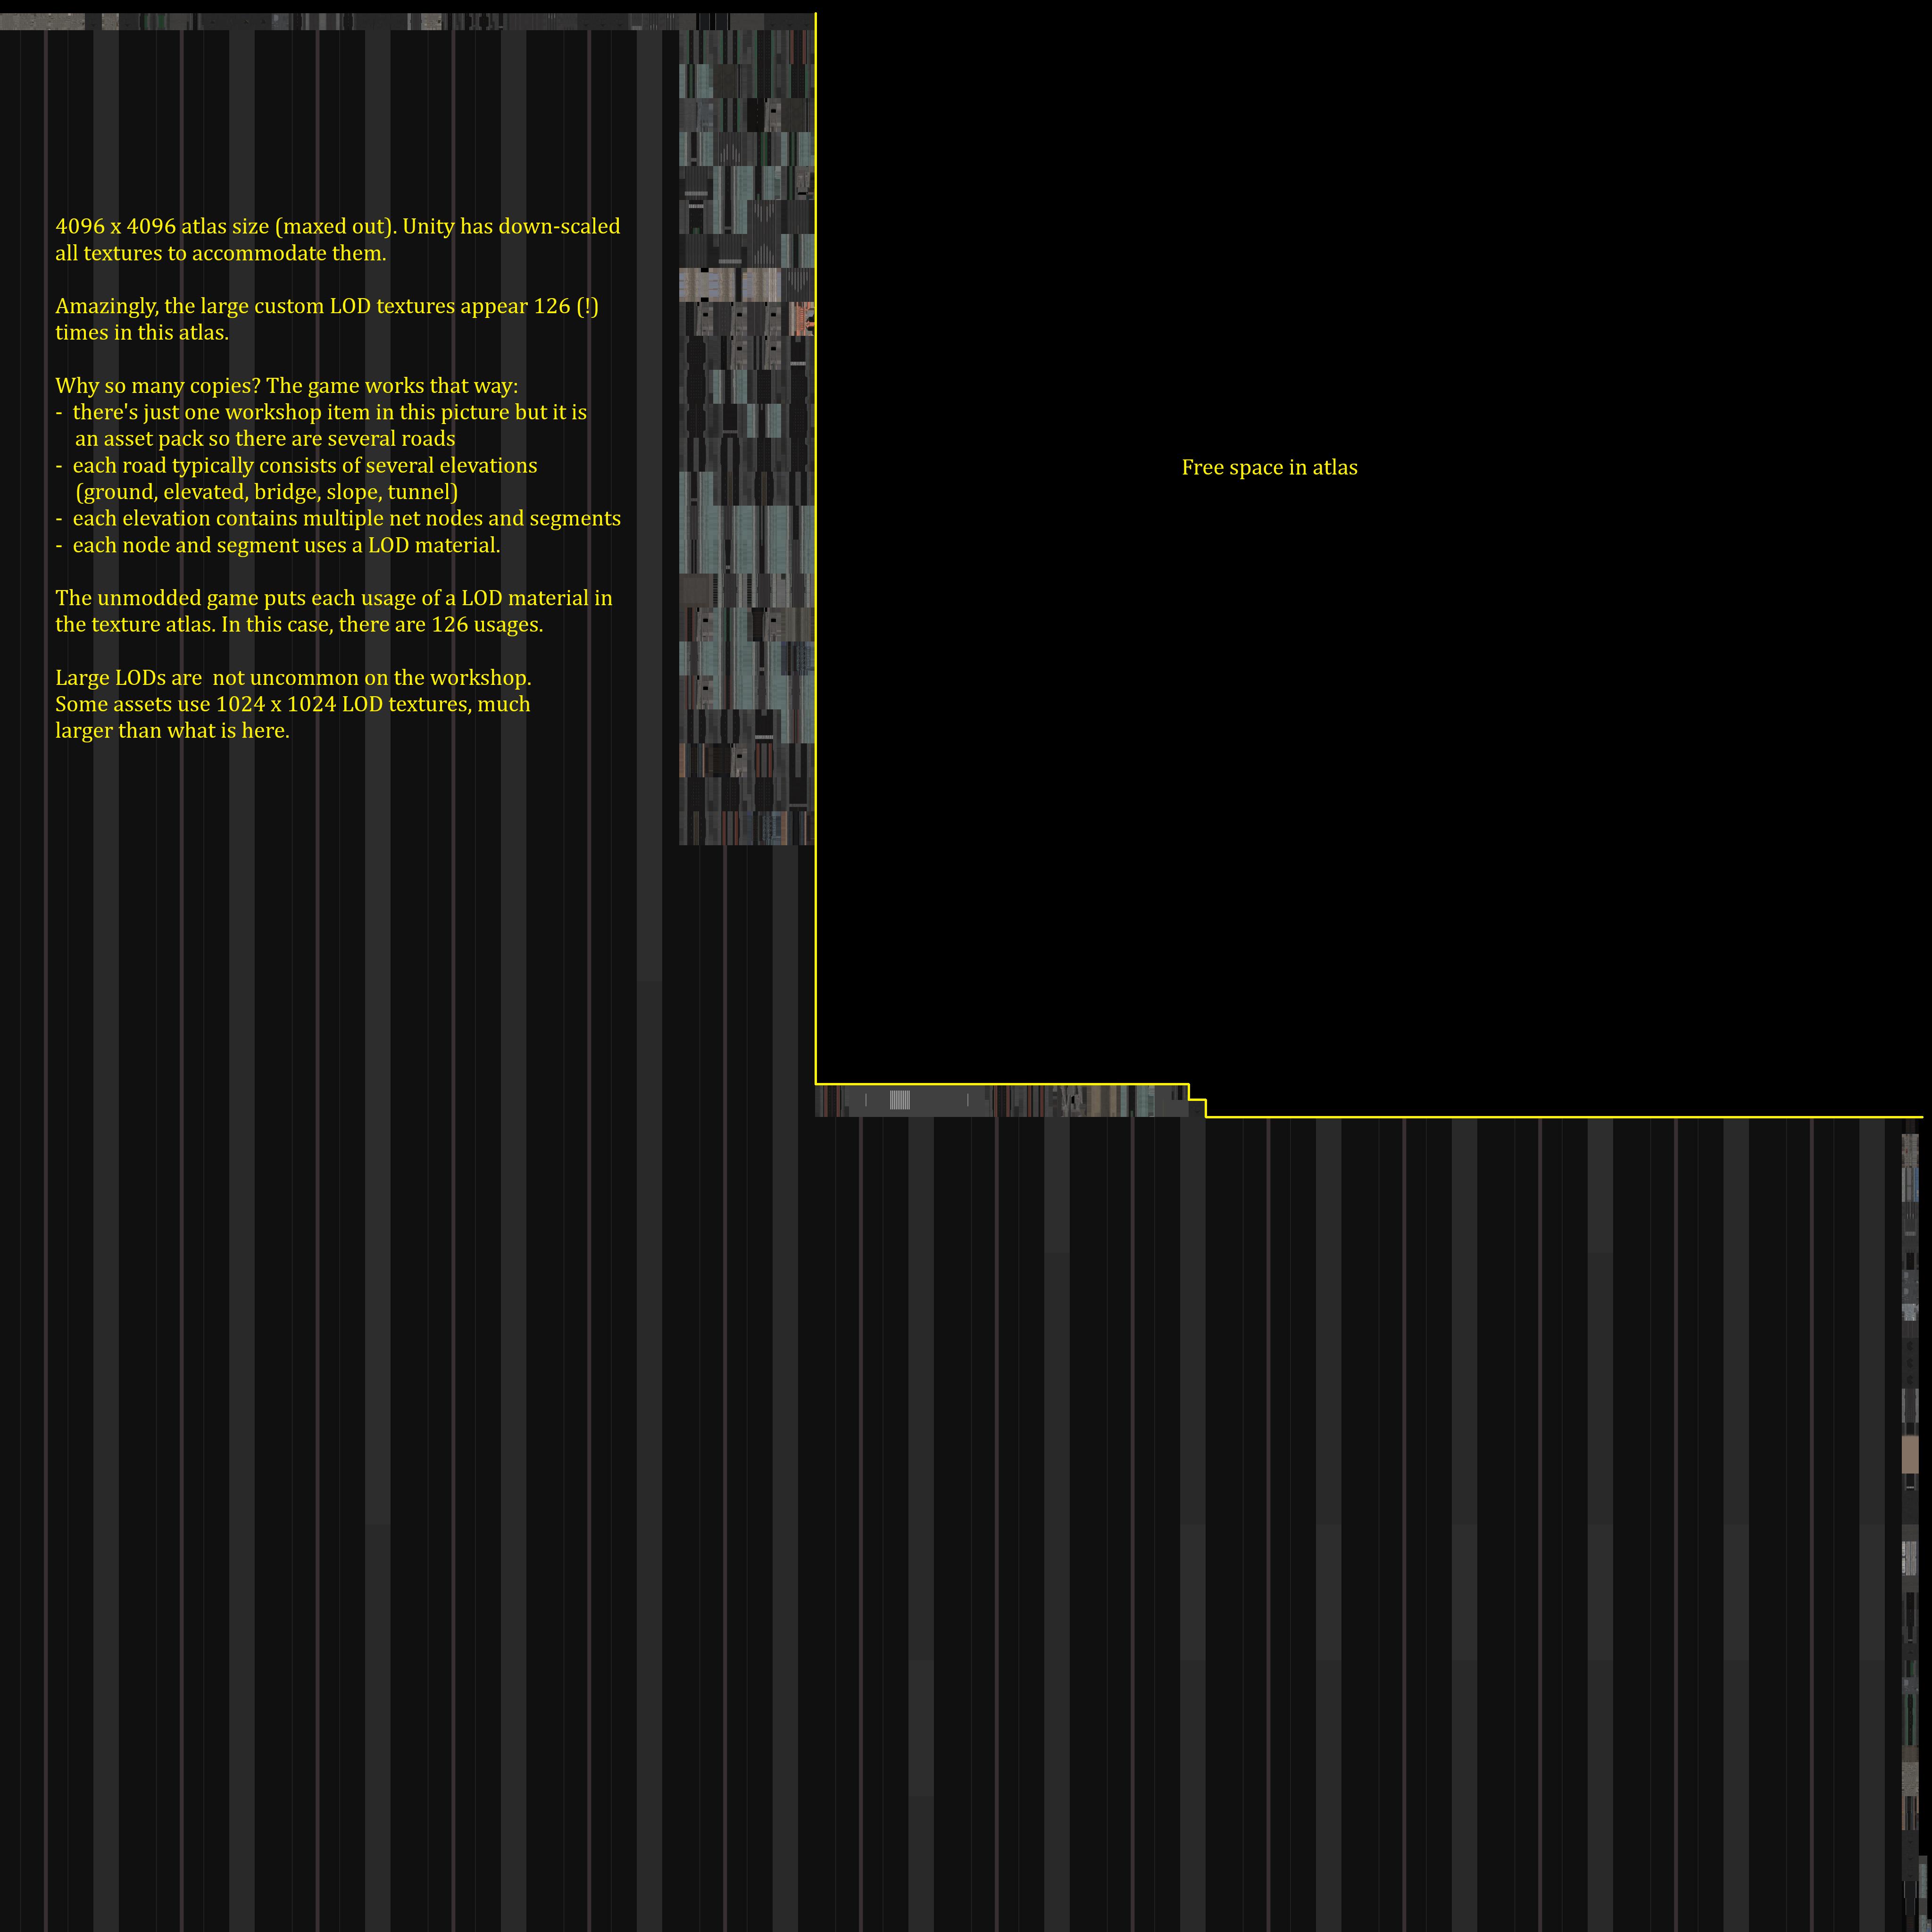 4096 x 4096 atlas size (maxed out). Unity has down-scaled
all textures to accommodate them.
Amazingly, the large custom LOD textures appear 126 (!)
times in this atlas.
Why so many copies? The game works that way:
- there's just one workshop item in this picture but it is
an asset pack so there are several roads
- each road typically consists of several elevations
(ground, elevated, bridge, slope, tunnel)
- each elevation contains multiple net nodes and segments
- each node and segment uses a LOD material.
The unmodded game puts each usage of a LOD material in
the texture atlas. In this case, there are 126 usages.
Large LODs are  not uncommon on the workshop.
Some assets use 1024 x 1024 LOD textures, much
larger than what is here.
Free space in atlas